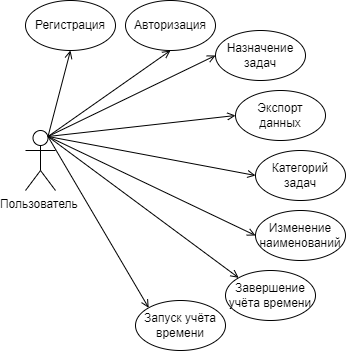 Регистрация
Авторизация
Назначение
задач
Экспорт
данных
Категорий
задач
Пользователь
Изменение
наименований
Завершение
учёта времени
Запуск учёта
времени